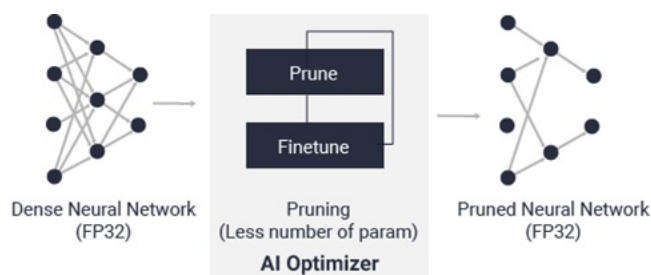 Prune
Finetune
Dense Neural Network
(FP32)
Pruning
(Less number of param)
AI Optimizer
Pruned Neural Network
(FP32)